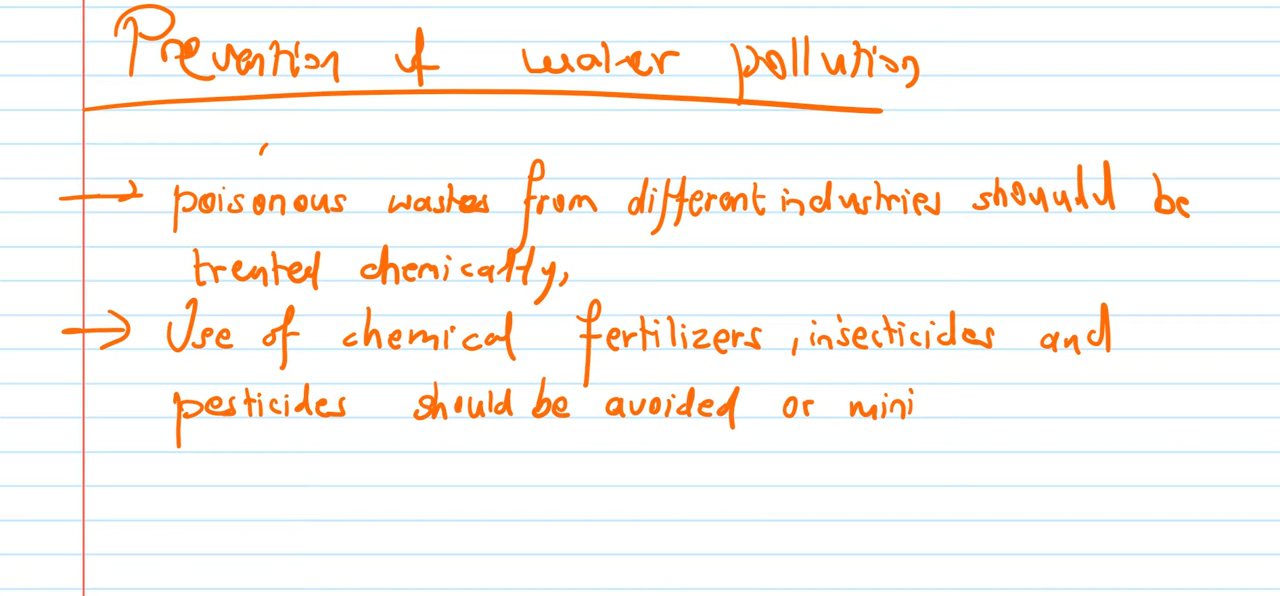 Prevention of water pollution
→ poisonous wastes from different industries shouuld be
treated chemically,
→ Use of chemical fertilizers, insecticides and
pesticides should be avoided or mini